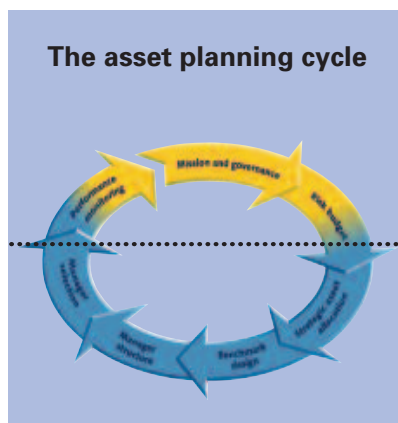 The asset planning cycle
Mission and governance
Risk budget
Strategic asset
allocation
Benchmark
design
Manager
structure
Manager
selection
Performance
monitoring